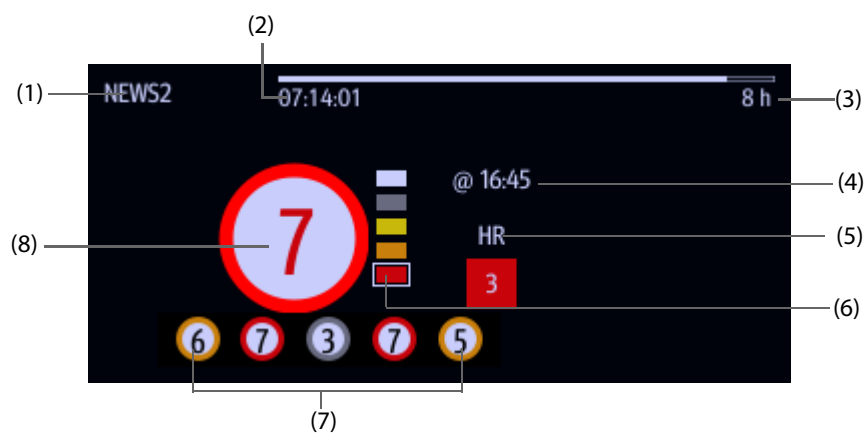 (2)
(1) NEWS2 07:14:01 8 h (3)
@ 16:45 (4)
(8) 7 HR (5)
3 (6)
6 7 3 7 5
(7)